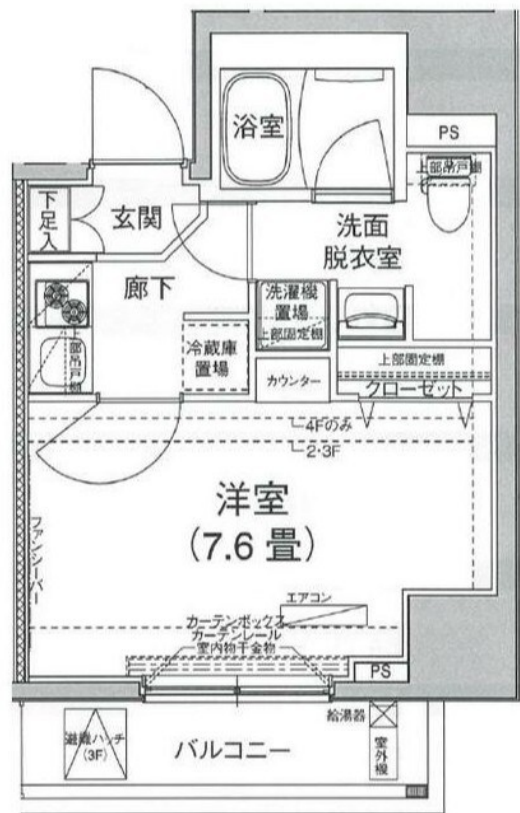 浴室
PS
上部吊戸棚
下足入
玄関
洗面
脱衣室
廊下
洗濯機
置場
上部固定棚
冷蔵庫
置場
上部吊戸棚
カウンター
上部固定棚
クローゼット
4Fのみ
2・3F
洋室
(7.6 畳)
ファンシーバー
エアコン
カーテンボックス
カーテンレール
室内物干金物
PS
給湯器
避難ハッチ
(3F)
バルコニー
室外機